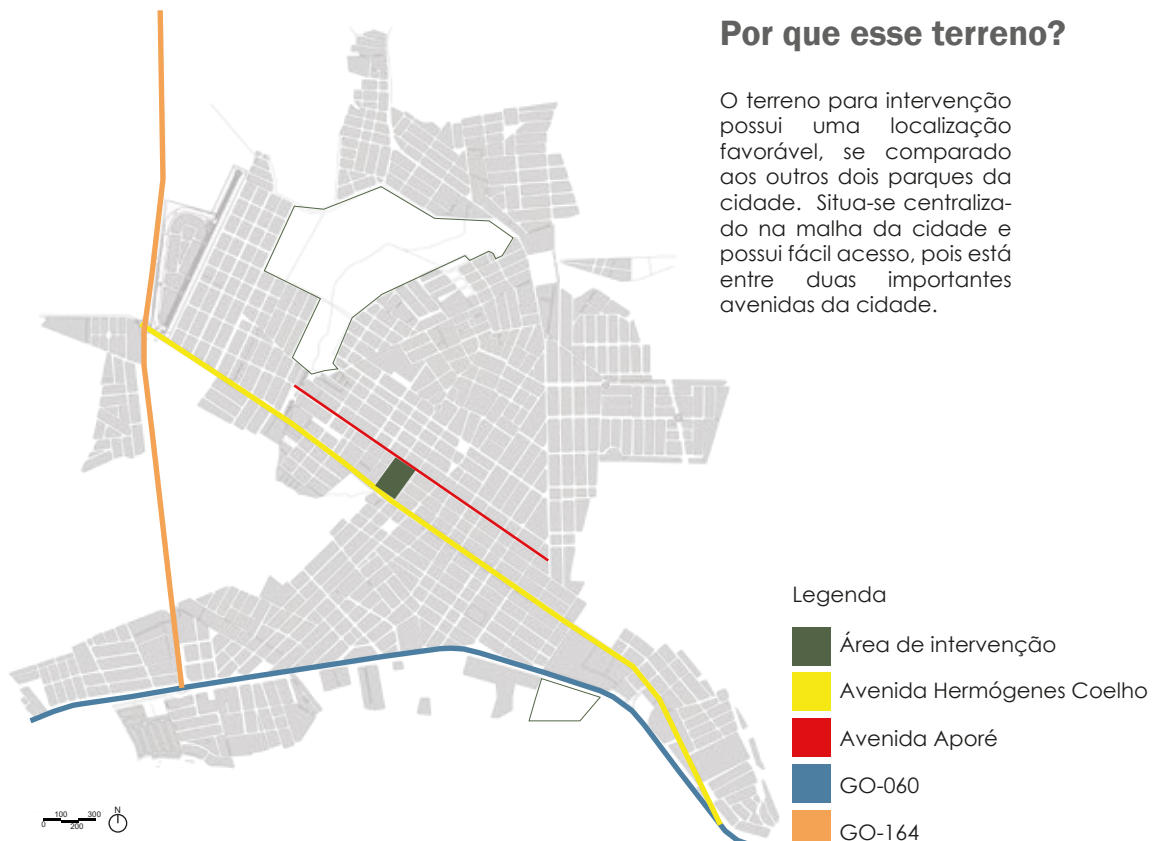 Por que esse terreno?
O terreno para intervenção
possui uma localização
favorável, se comparado
aos outros dois parques da
cidade. Situa-se centraliza-
do na malha da cidade e
possui fácil acesso, pois está
entre duas importantes
avenidas da cidade.
Legenda
Área de intervenção
Avenida Hermógenes Coelho
Avenida Aporé
GO-060
GO-164
0 100 200 300
N